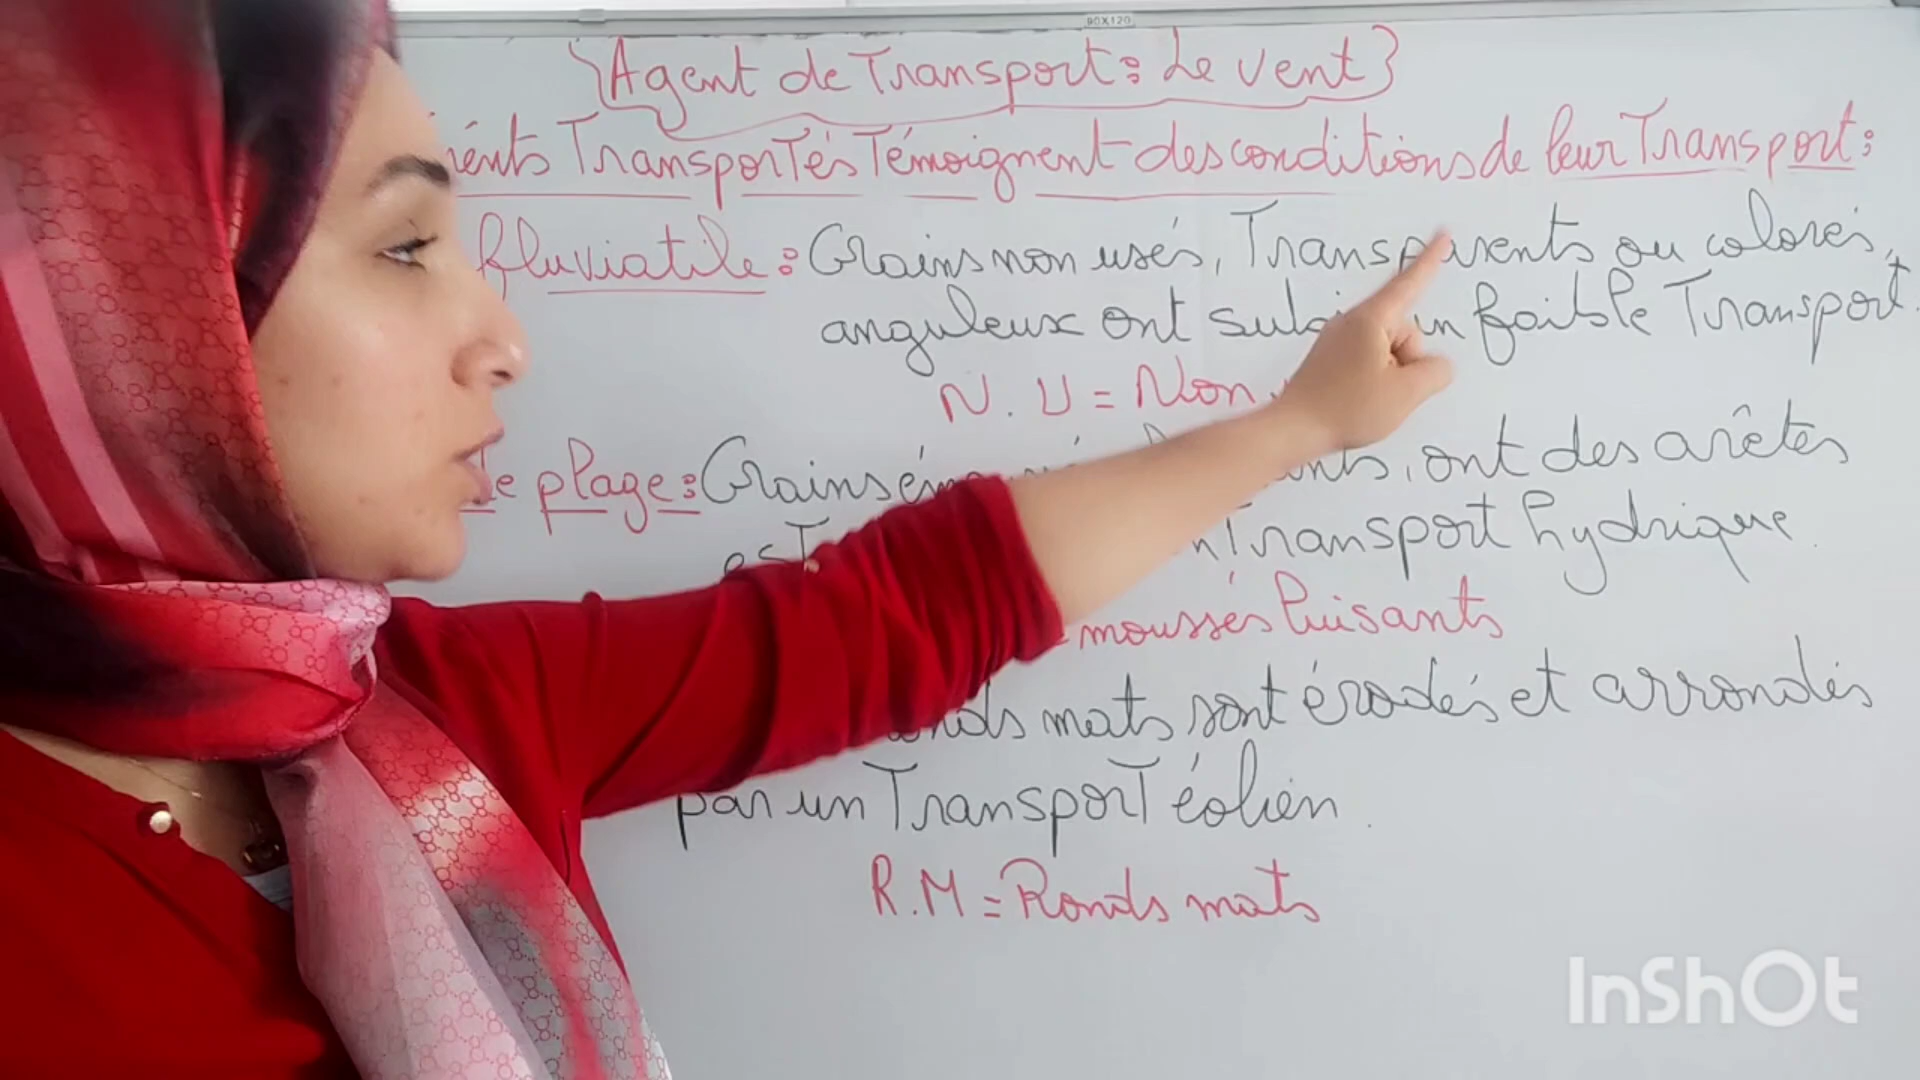 90X120
{Agent de Transport: Le vent}
Transportés Témoignent des conditions de leur Transport:
fluviatile: Grains non usés, Transparents ou colorés,
anguleux ont subi un faible Transport.
N.U = Non
plage: Grains ont des arêtes
Transport hydrique.
mousses luisants
mats sont érodés et arrondis
par un Transport éolien.
R.M = Ronds mats
InShOt